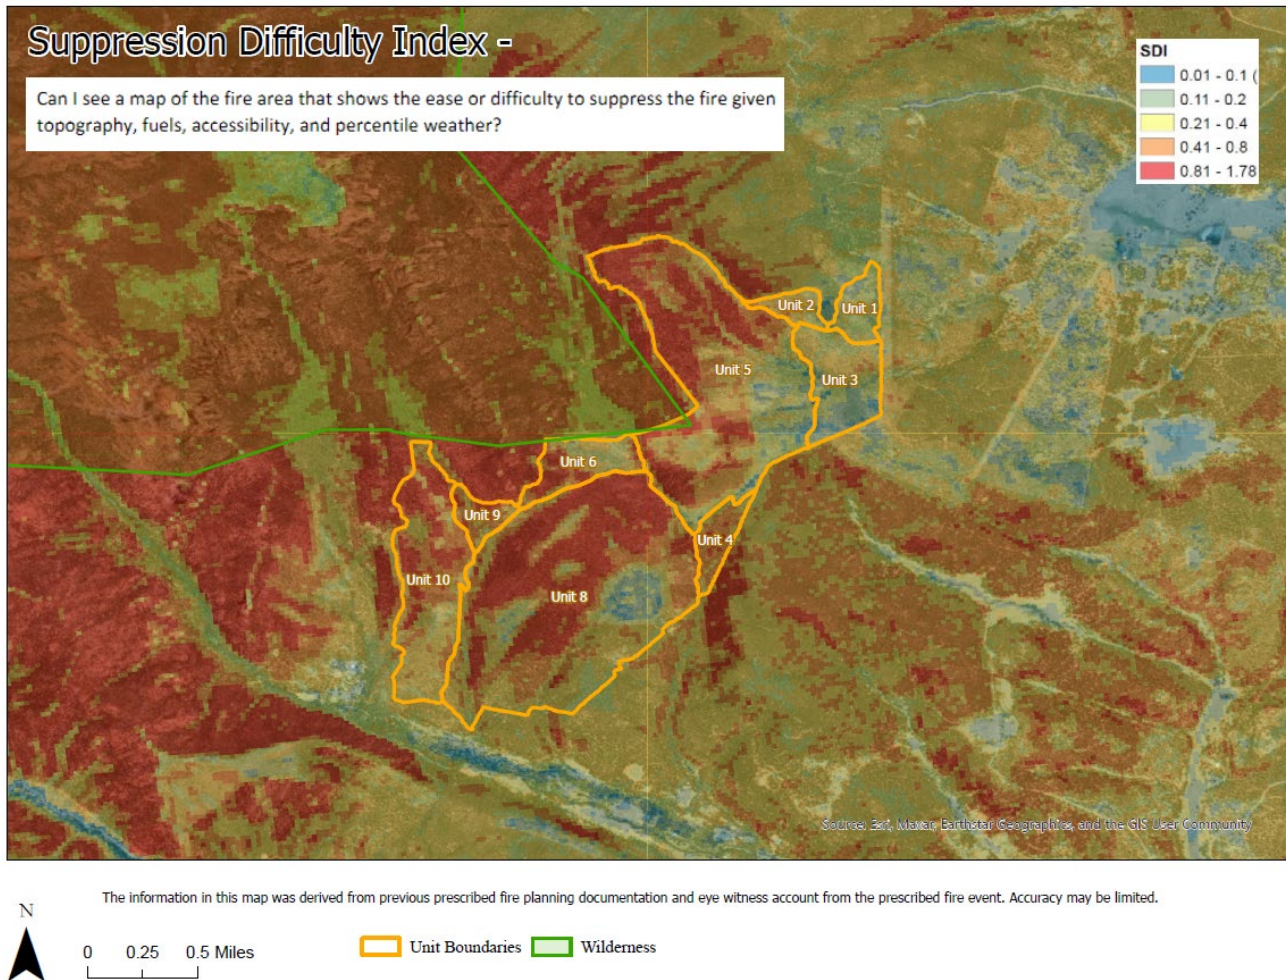 Suppression Difficulty Index -
Can I see a map of the fire area that shows the ease or difficulty to suppress the fire given
topography, fuels, accessibility, and percentile weather?
SDI
0.01 - 0.1 (
0.11 - 0.2
0.21 - 0.4
0.41 - 0.8
0.81 - 1.78
Unit 2
Unit 1
Unit 5
Unit 3
Unit 6
Unit 9
Unit 4
Unit 10
Unit 8
Source: Esri, Maxar, Earthstar Geographics, and the GIS User Community
The information in this map was derived from previous prescribed fire planning documentation and eye witness account from the prescribed fire event. Accuracy may be limited.
N
0 0.25 0.5 Miles
Unit Boundaries
Wilderness